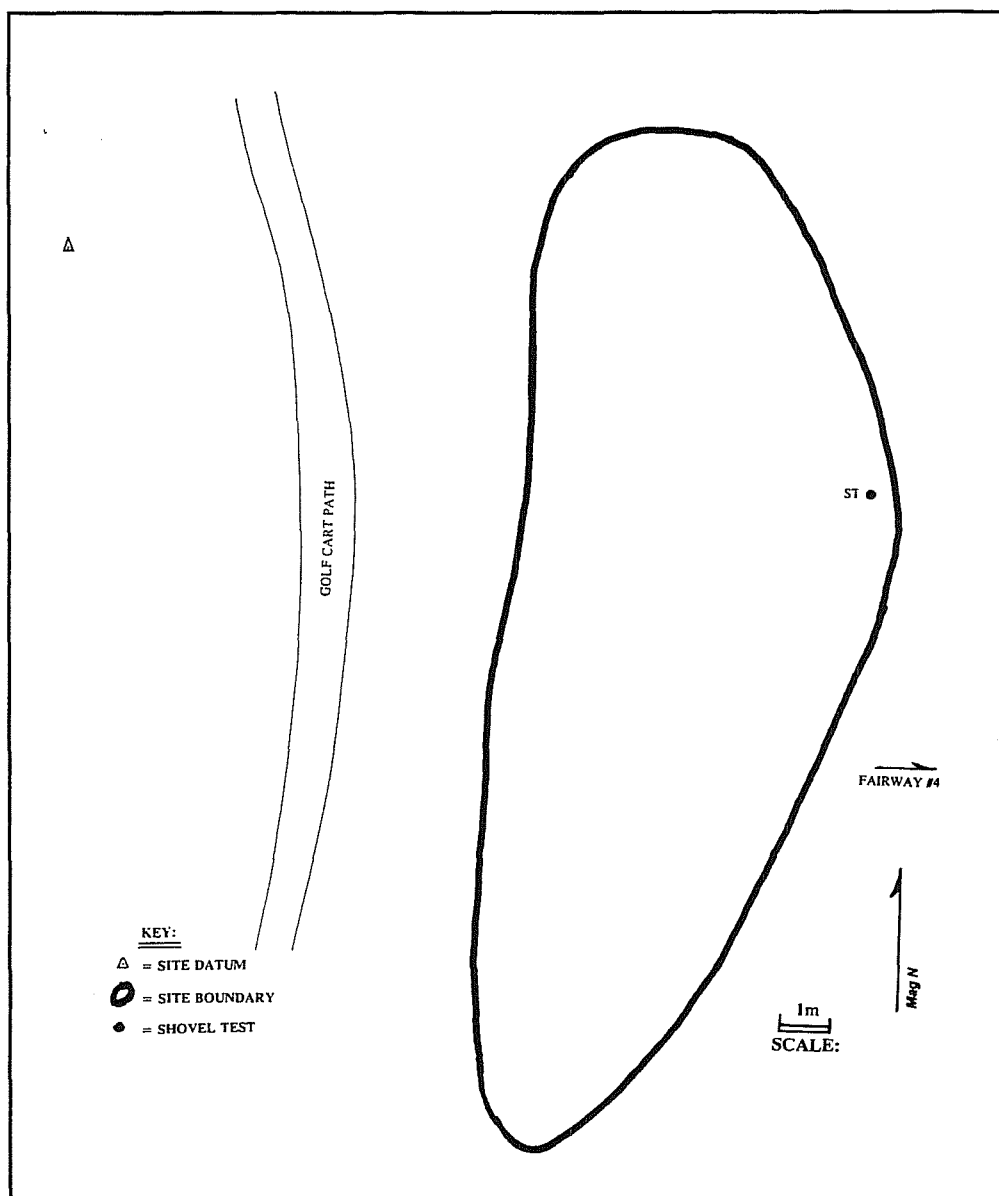 GOLF CART PATH
ST
FAIRWAY #4
Mag N
1m
SCALE:
KEY:
= SITE DATUM
= SITE BOUNDARY
= SHOVEL TEST